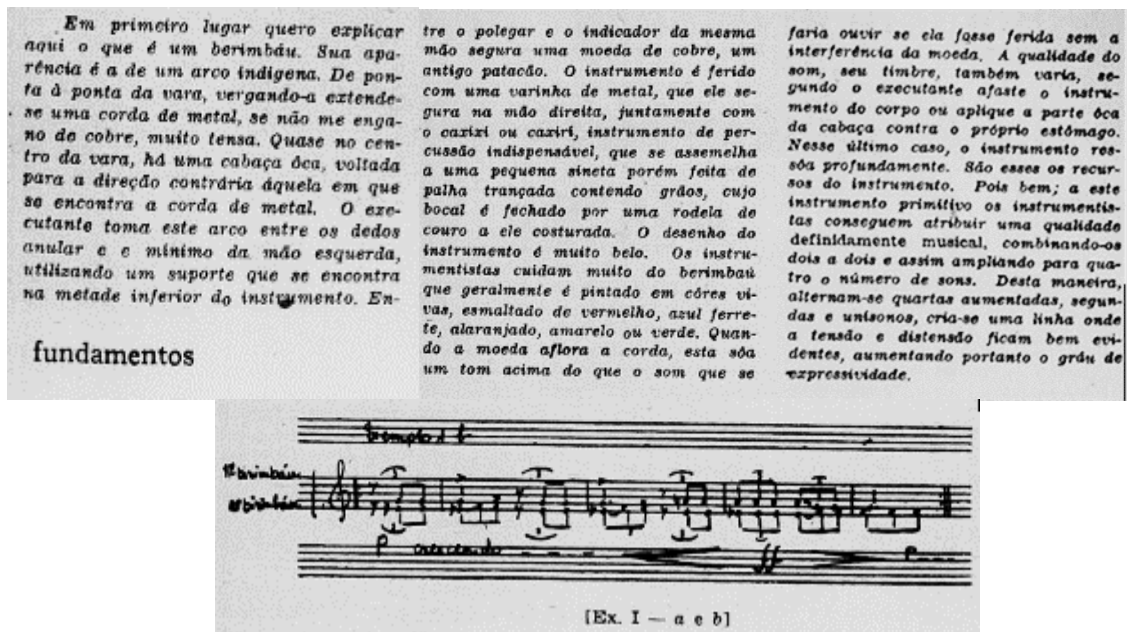 Em primeiro lugar quero explicar
aqui o que é um berimbáu. Sua apa-
rência é a de um arco indigena. De pon-
ta à ponta da vara, vergando-a extende-
se uma corda de metal, se não me enga-
no de cobre, muito tensa. Quase no cen-
tro da vara, há uma cabaça ôca, voltada
para a direção contrária áquela em que
se encontra a corda de metal. O exe-
cutante toma este arco entre os dedos
anular e o mínimo da mão esquerda,
utilizando um suporte que se encontra
na metade inferior do instrumento. En-
fundamentos
tre o polegar e o indicador da mesma
mão segura uma moeda de cobre, um
antigo patacão. O instrumento é ferido
com uma varinha de metal, que ele se-
gura na mão direita, juntamente com
o caxixi ou caxiri, instrumento de per-
cussão indispensável, que se assemelha
a uma pequena sineta porém feita de
palha trançada contendo grãos, cujo
bocal é fechado por uma rodela de
couro a ele costurada. O desenho do
instrumento é muito belo. Os instru-
mentistas cuidam muito do berimbaú
que geralmente é pintado em côres vi-
vas, esmaltado de vermelho, azul ferre-
te, alaranjado, amarelo ou verde. Quan-
do a moeda aflora a corda, esta sôa
um tom acima do que o som que se
faria ouvir se ela fosse ferida sem a
interferência da moeda. A qualidade do
som, seu timbre, também varia, se-
gundo o executante afaste o instru-
mento do corpo ou aplique a parte ôca
da cabaça contra o próprio estômago.
Nesse último caso, o instrumento res-
sôa profundamente. São esses os recur-
sos do instrumento. Pois bem; a este
instrumento primitivo os instrumentis-
tas conseguem atribuir uma qualidade
definidamente musical, combinando-os
dois a dois e assim ampliando para qua-
tro o número de sons. Desta maneira,
alternam-se quartas aumentadas, segun-
das e unísonos, cria-se uma linha onde
a tensão e distensão ficam bem evi-
dentes, aumentando portanto o gráu de
expressividade.
Exemplo 1
1º berimbáu
2º berimbáu
p crescendo ff p
[Ex. I — a e b]